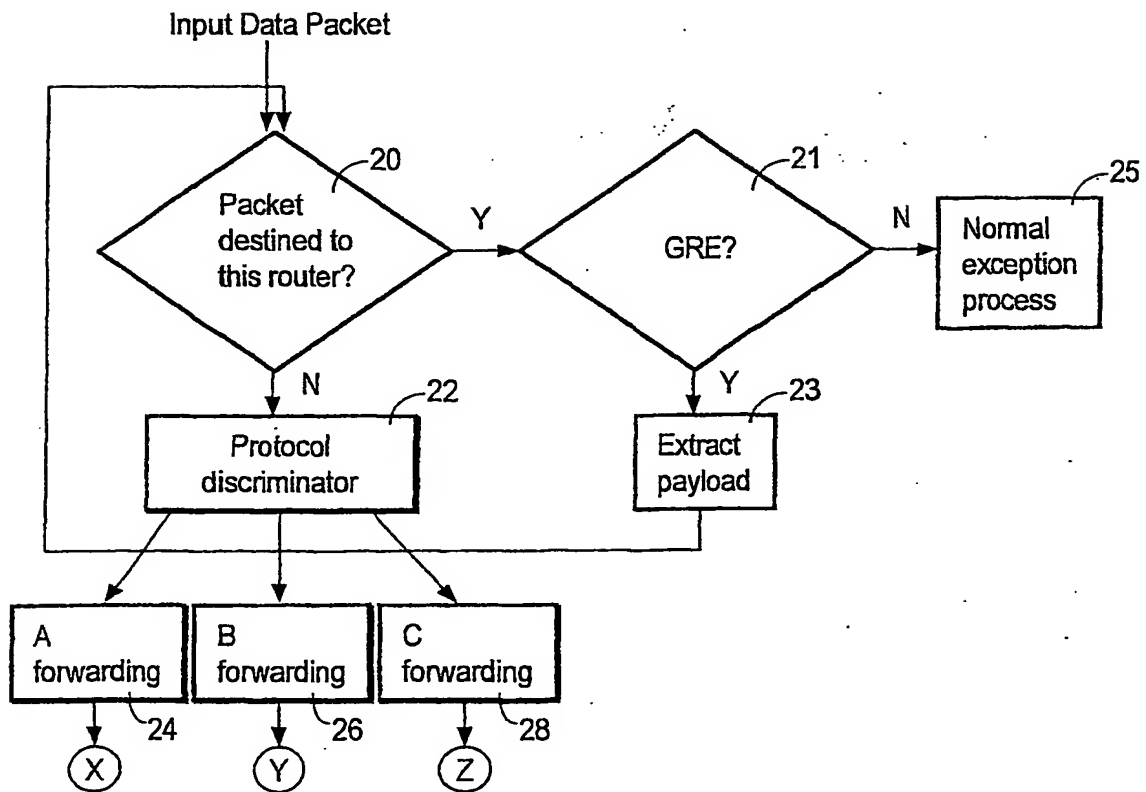 Input Data Packet
20
Packet
destined to
this router?
Y
21
GRE?
N
25
Normal
exception
process
N
22
Protocol
discriminator
Y
23
Extract
payload
A
forwarding
24
B
forwarding
26
C
forwarding
28
X
Y
Z